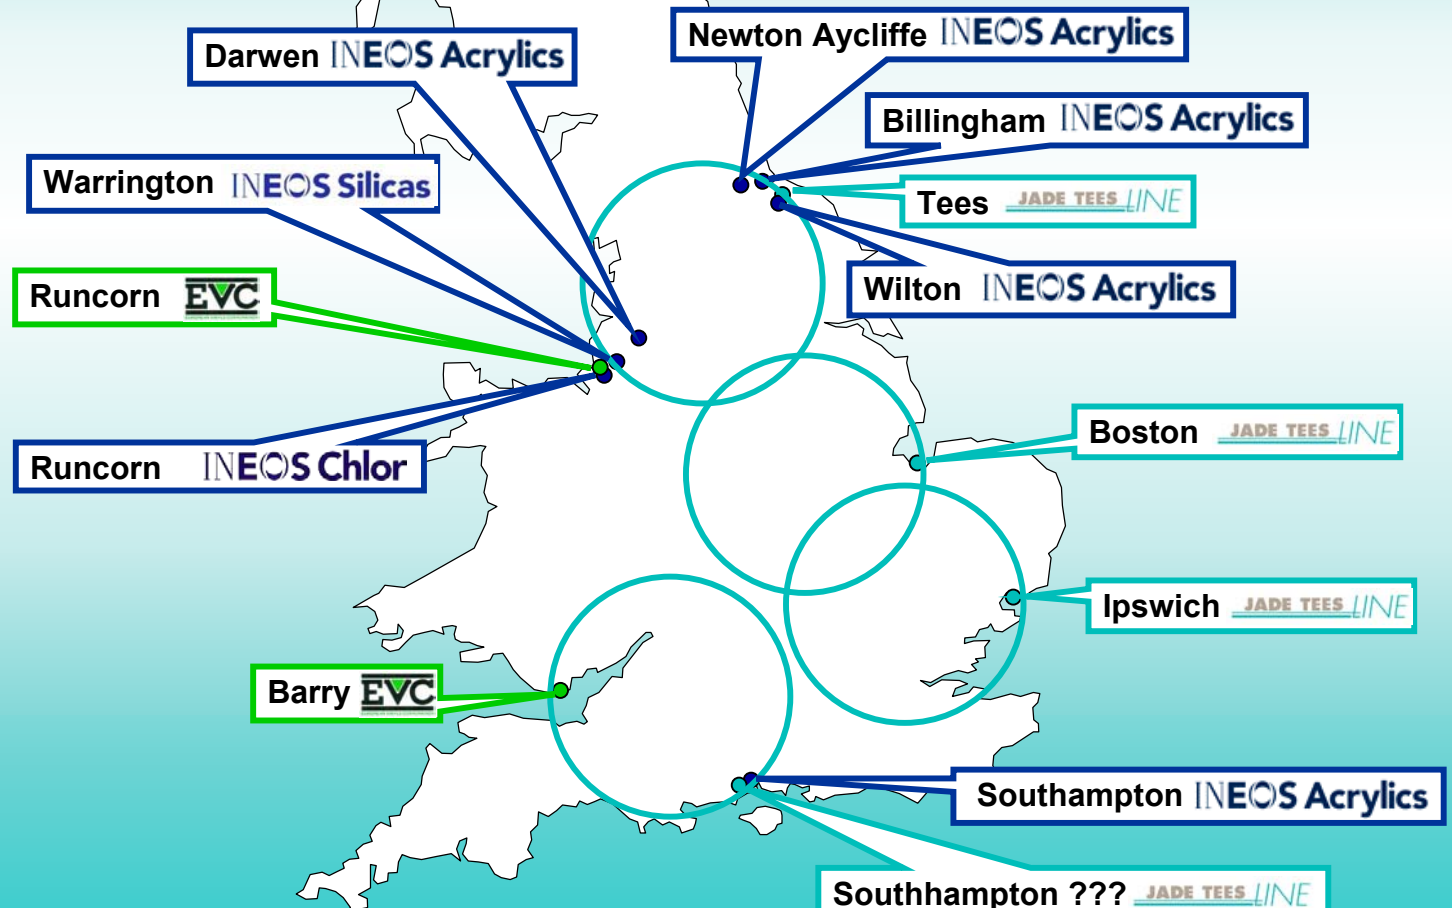 Newton Aycliffe INEOS Acrylics
Darwen INEOS Acrylics
Billingham INEOS Acrylics
Warrington INEOS Silicas
Tees JADE TEES LINE
Runcorn EVC
Wilton INEOS Acrylics
Boston JADE TEES LINE
Runcorn INEOS Chlor
Ipswich JADE TEES LINE
Barry EVC
Southampton INEOS Acrylics
Southhampton ??? JADE TEES LINE